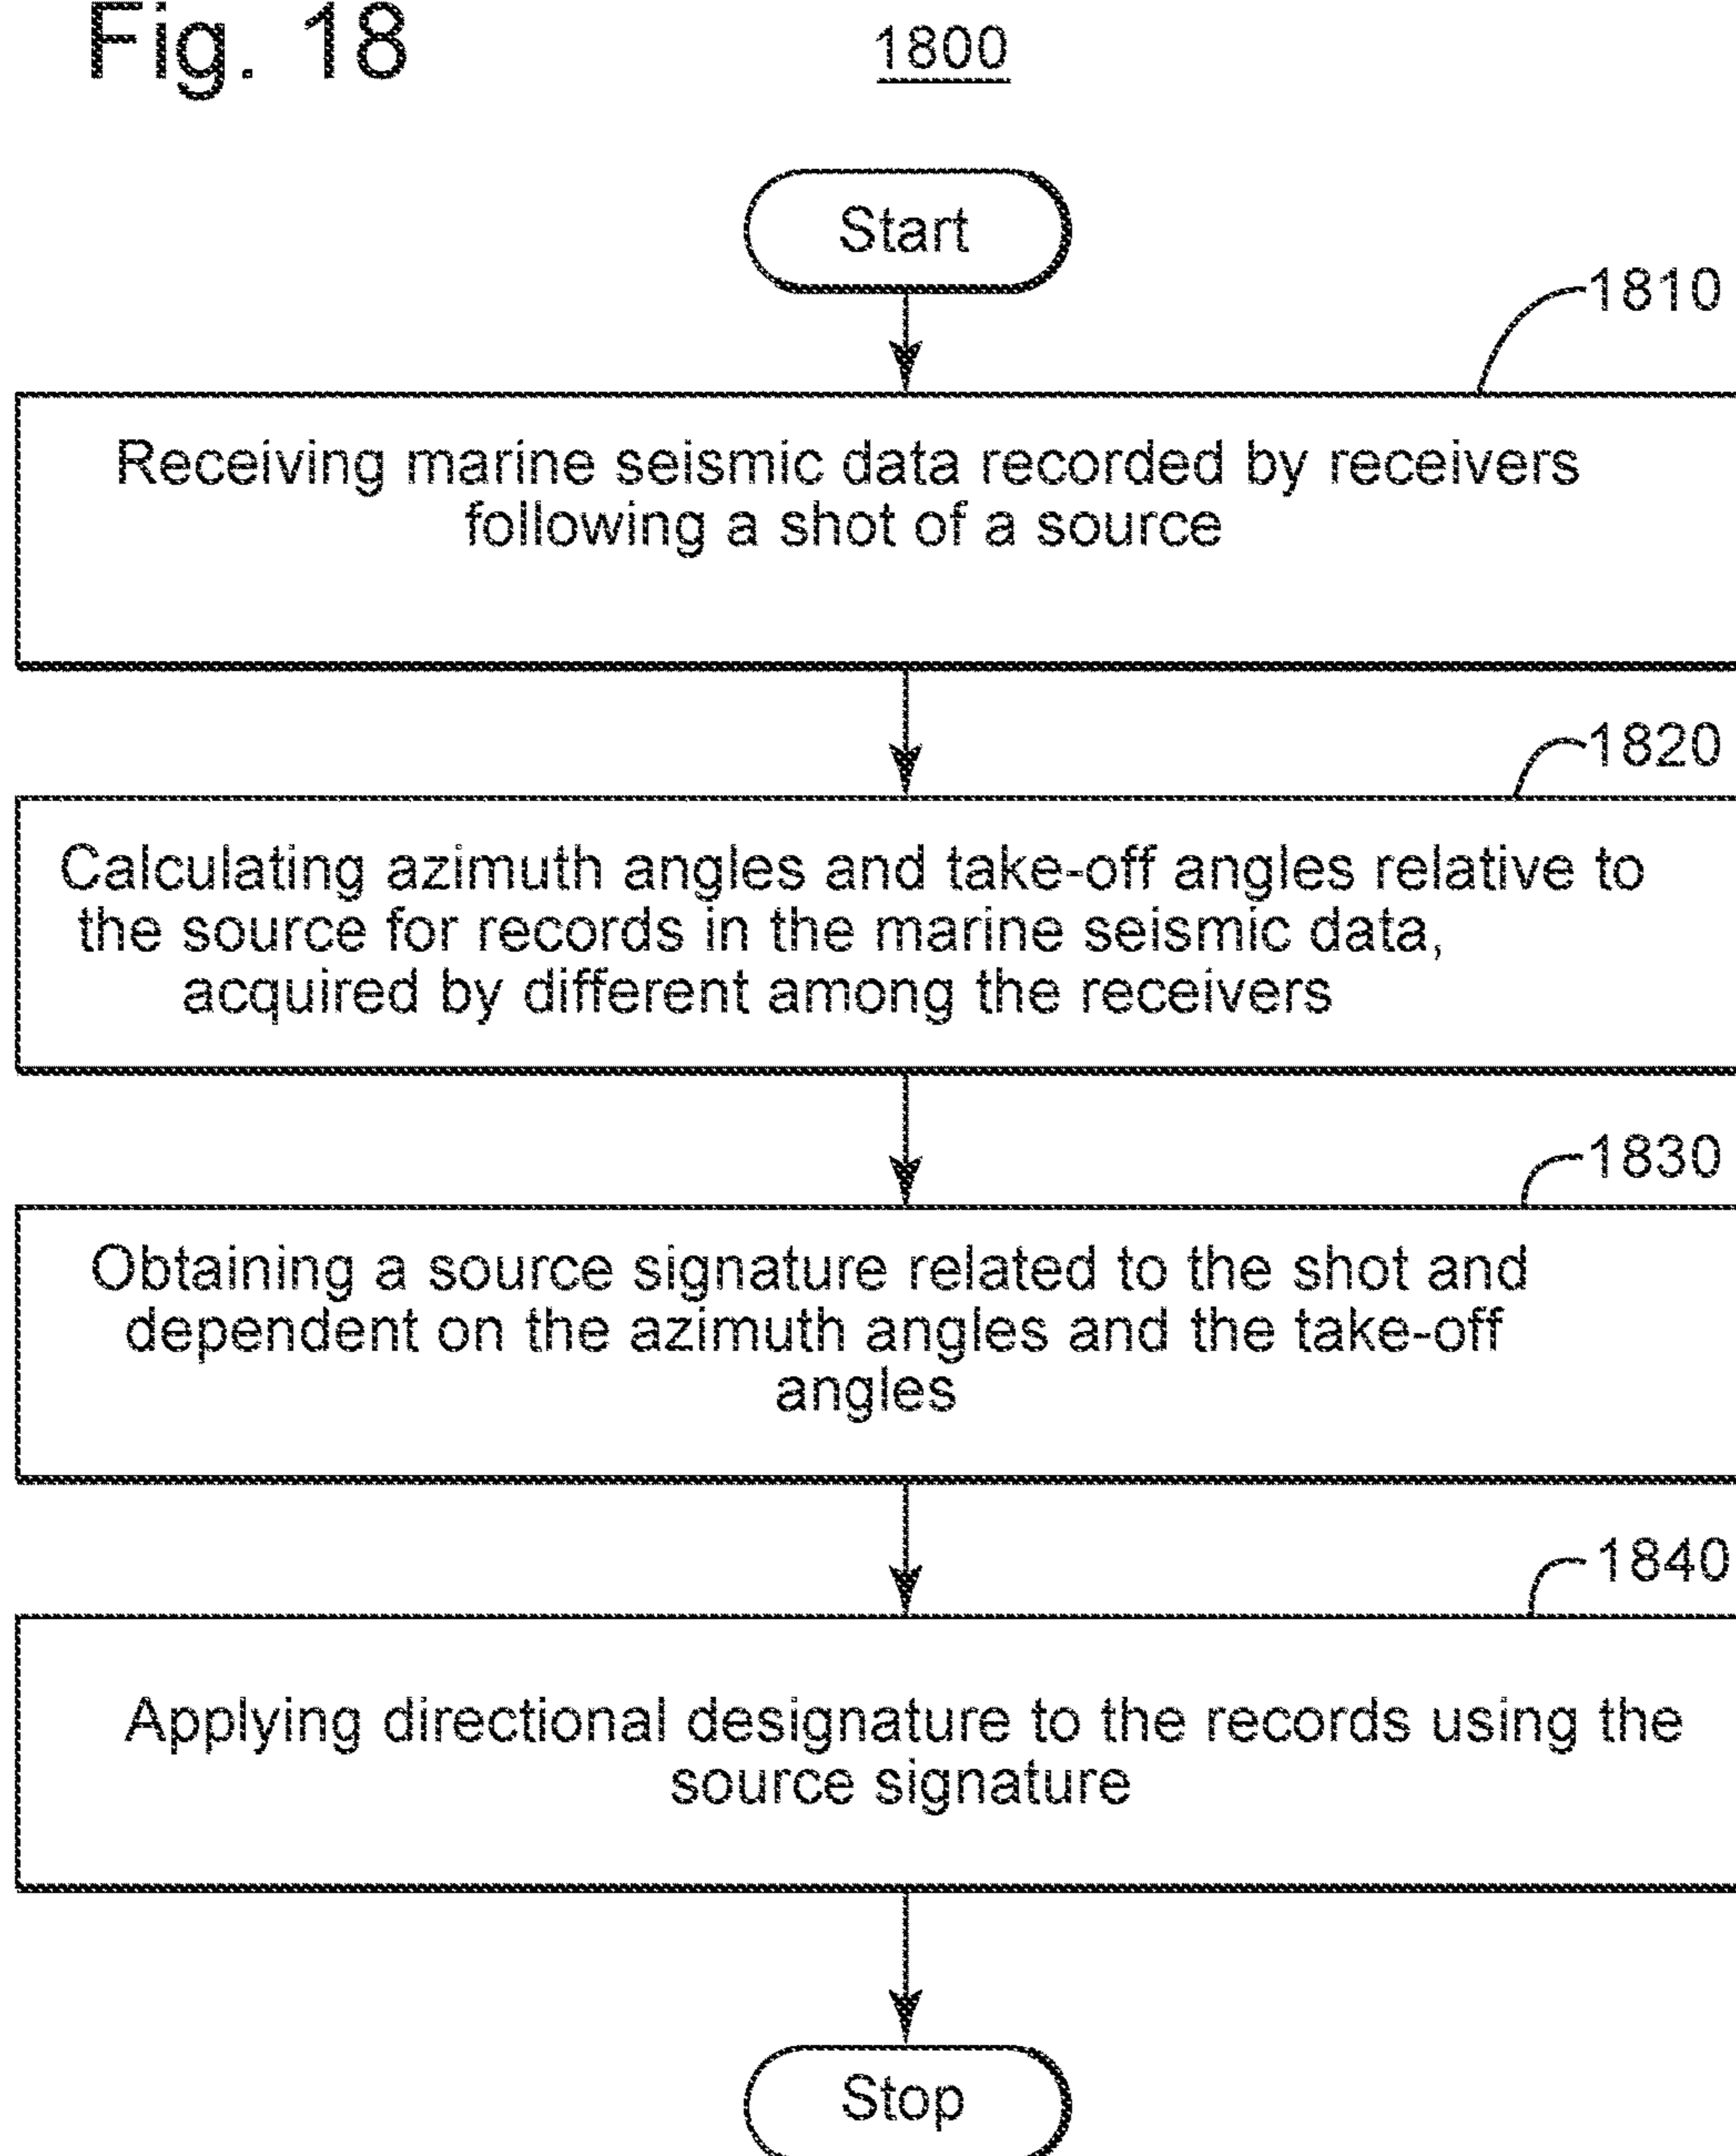 Fig. 18
1800
Start
1810
Receiving marine seismic data recorded by receivers
following a shot of a source
1820
Calculating azimuth angles and take-off angles relative to
the source for records in the marine seismic data,
acquired by different among the receivers
1830
Obtaining a source signature related to the shot and
dependent on the azimuth angles and the take-off
angles
1840
Applying directional designature to the records using the
source signature
Stop